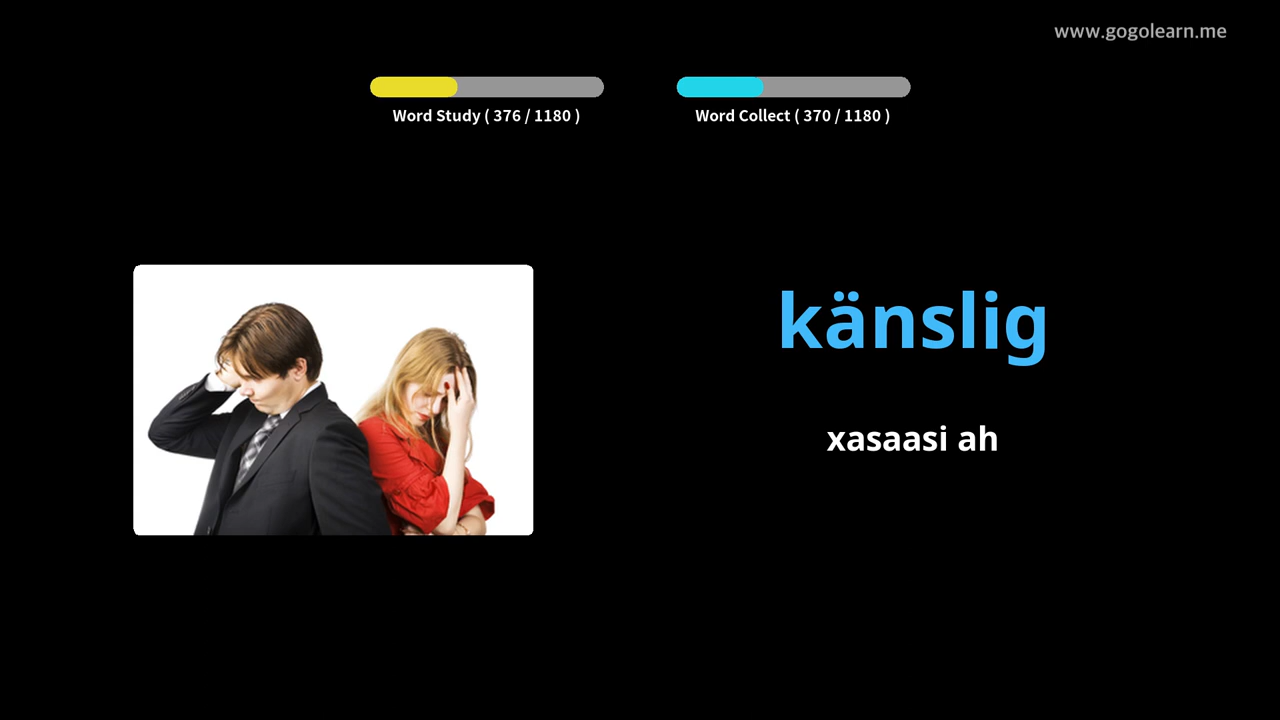 www.gogolearn.me
Word Study ( 376 / 1180 )
Word Collect ( 370 / 1180 )
känslig
xasaasi ah